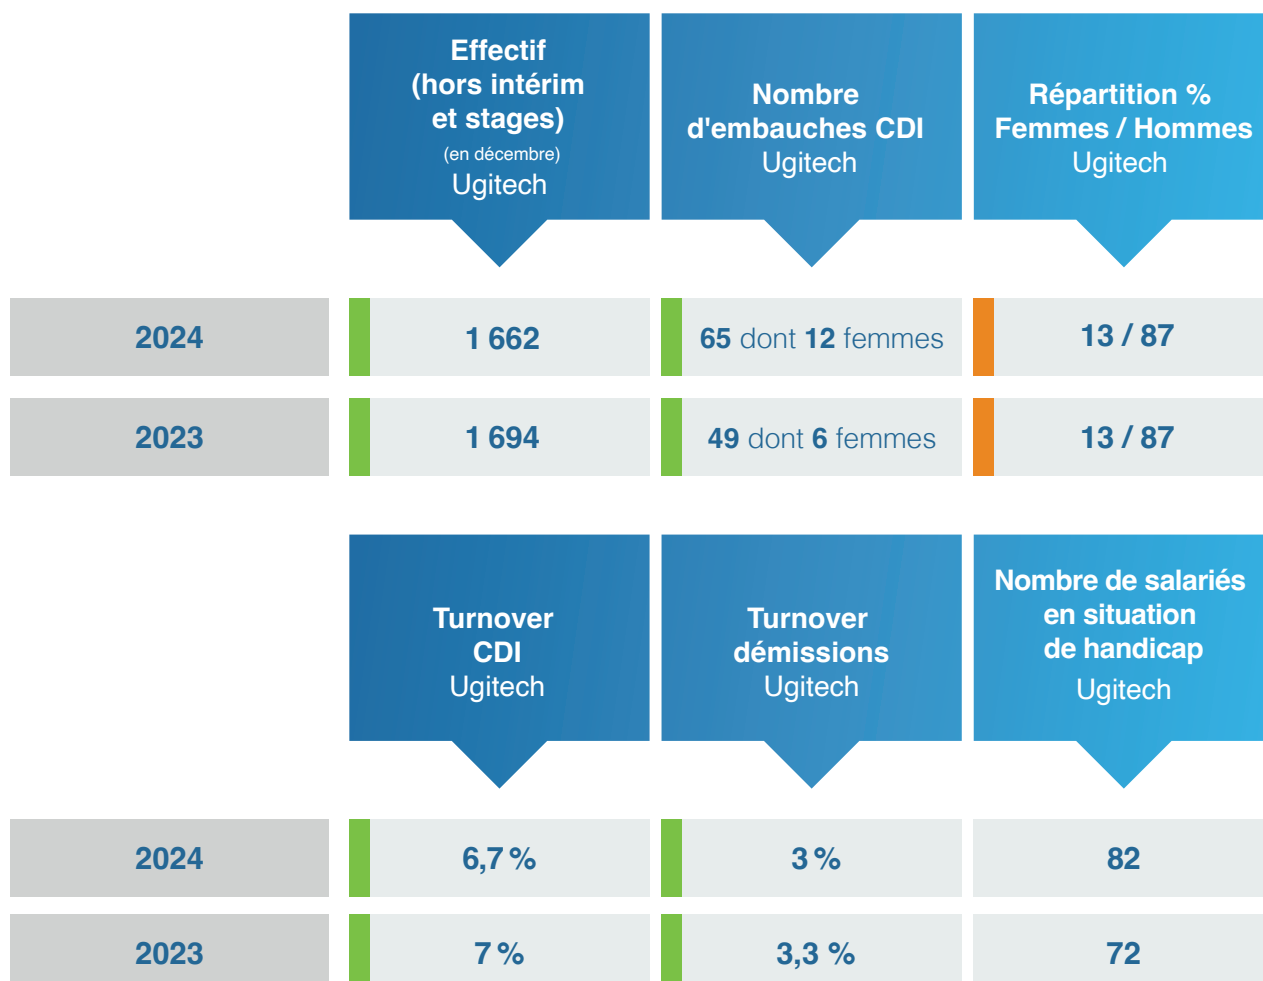 Effectif
(hors intérim
et stages)
(en décembre)
Ugitech
Nombre
d'embauches CDI
Ugitech
Répartition %
Femmes / Hommes
Ugitech
2024
1 662
65 dont 12 femmes
13 / 87
2023
1 694
49 dont 6 femmes
13 / 87
Turnover
CDI
Ugitech
Turnover
démissions
Ugitech
Nombre de salariés
en situation
de handicap
Ugitech
2024
6,7 %
3 %
82
2023
7 %
3,3 %
72